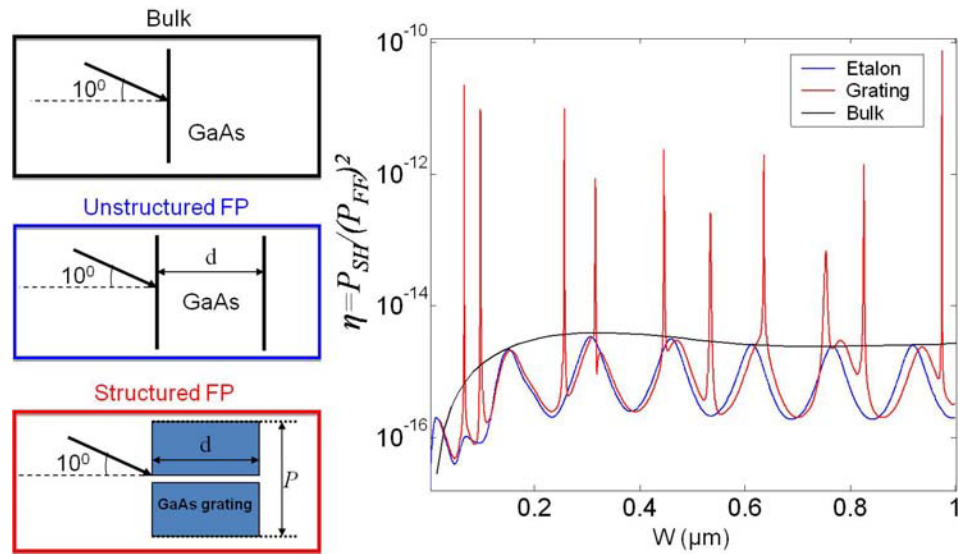 Bulk
10⁰
GaAs
Unstructured FP
d
10⁰
GaAs
Structured FP
d
10⁰
P
GaAs grating
10⁻¹⁰
10⁻¹²
10⁻¹⁴
10⁻¹⁶
η=P_SH/(P_FF)²
Etalon
Grating
Bulk
0.2
0.4
0.6
0.8
1
W (μm)